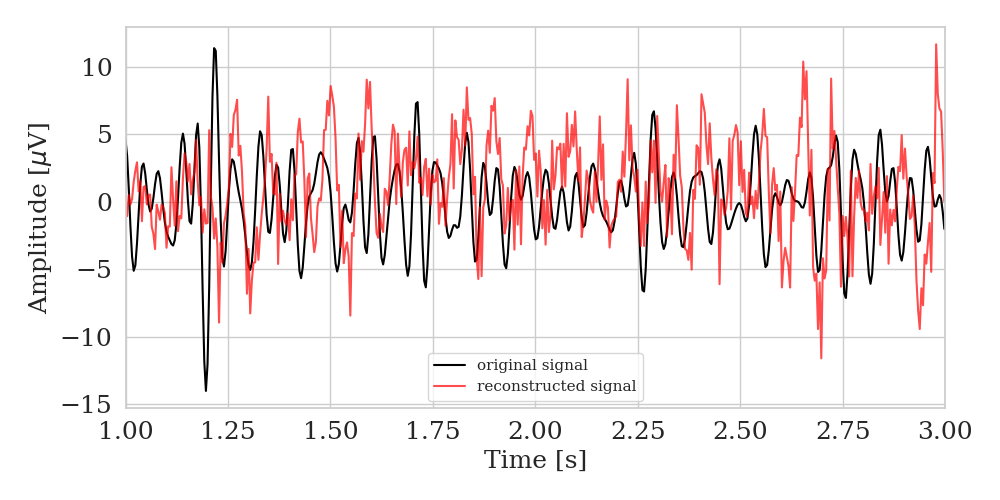 Amplitude [μV]
10
5
0
−5
−10
−15
original signal
reconstructed signal
1.00 1.25 1.50 1.75 2.00 2.25 2.50 2.75 3.00
Time [s]